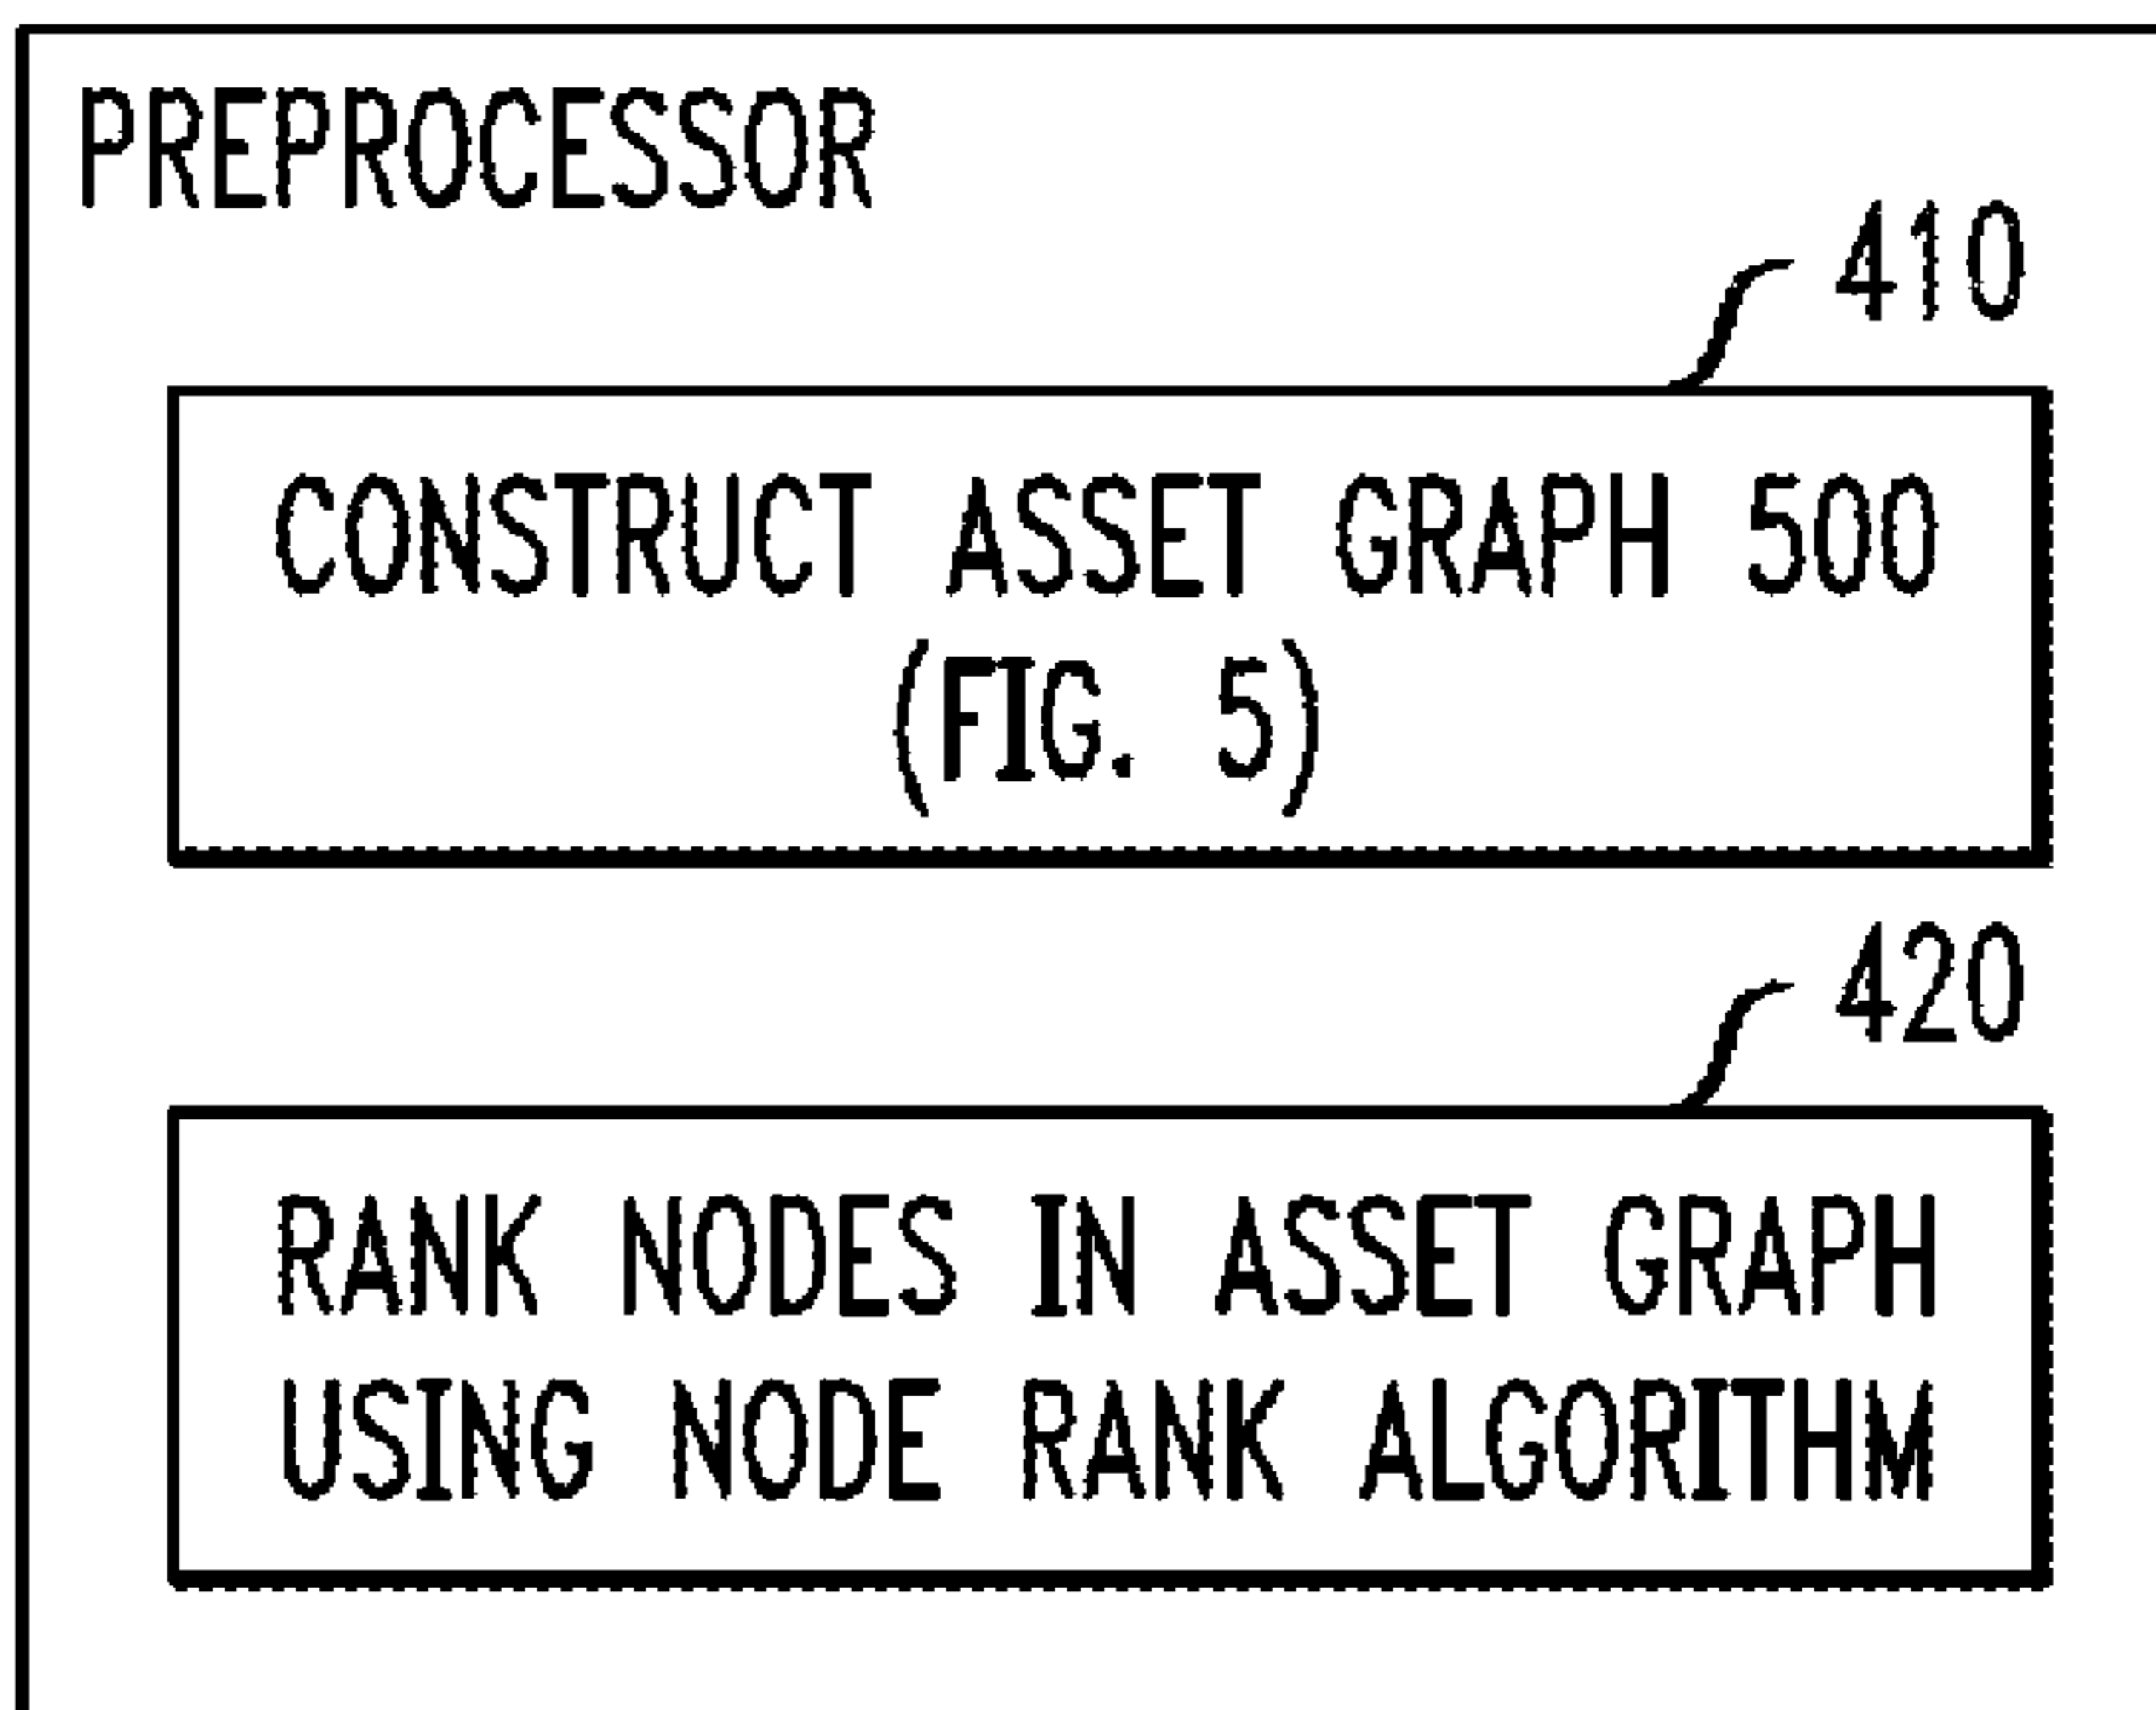 PREPROCESSOR
410
CONSTRUCT ASSET GRAPH 500
(FIG. 5)
420
RANK NODES IN ASSET GRAPH
USING NODE RANK ALGORITHM